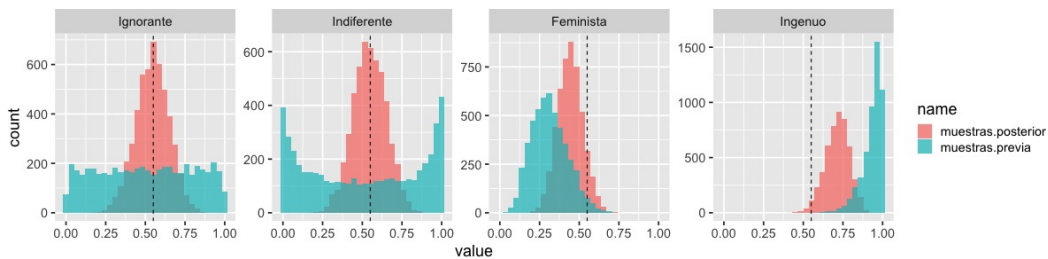 Ignorante
Indiferente
Feminista
Ingenuo
count
600
400
200
0
0.00 0.25 0.50 0.75 1.00
600
400
200
0
0.00 0.25 0.50 0.75 1.00
750
500
250
0
0.00 0.25 0.50 0.75 1.00
1500
1000
500
0
0.00 0.25 0.50 0.75 1.00
value
name
muestras.posterior
muestras.previa